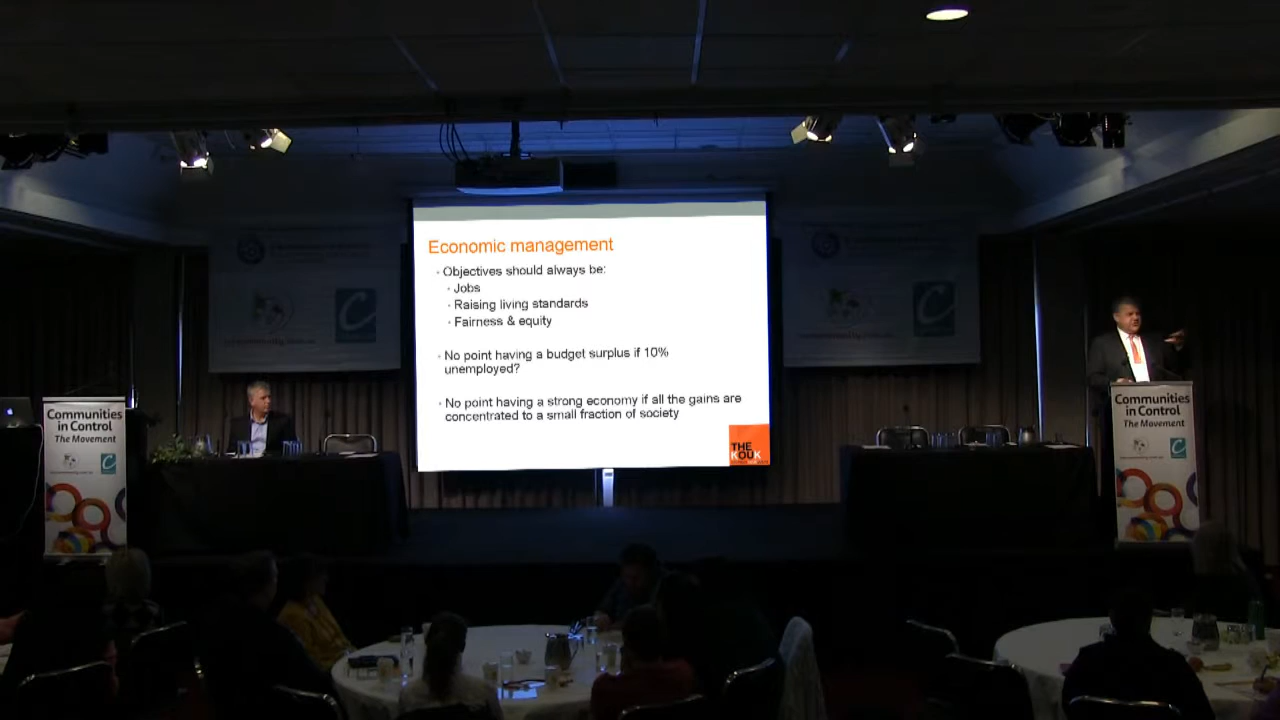 Economic management
· Objectives should always be:
· Jobs
· Raising living standards
· Fairness & equity
· No point having a budget surplus if 10%
unemployed?
· No point having a strong economy if all the gains are
concentrated to a small fraction of society
THE
KOUK
Communities
in Control
The Movement
Communities
in Control
The Movement